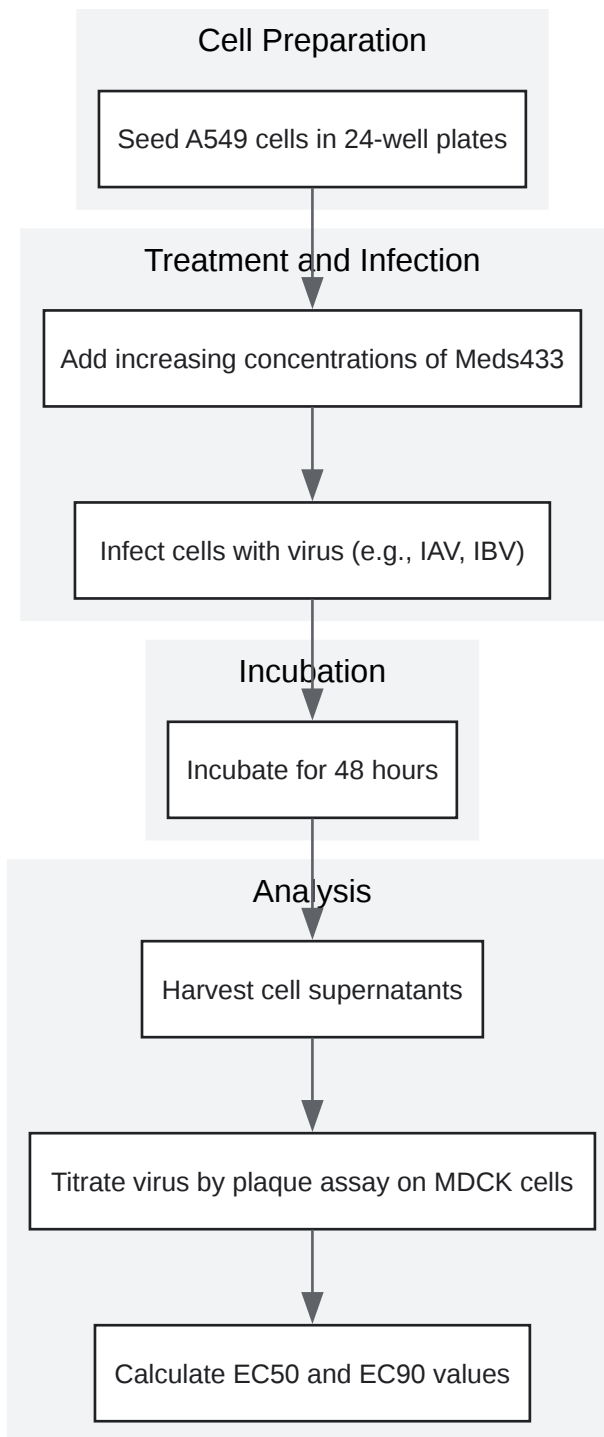 Cell Preparation
Seed A549 cells in 24-well plates
Treatment and Infection
Add increasing concentrations of Meds433
Infect cells with virus (e.g., IAV, IBV)
Incubation
Incubate for 48 hours
Analysis
Harvest cell supernatants
Titrate virus by plaque assay on MDCK cells
Calculate EC50 and EC90 values